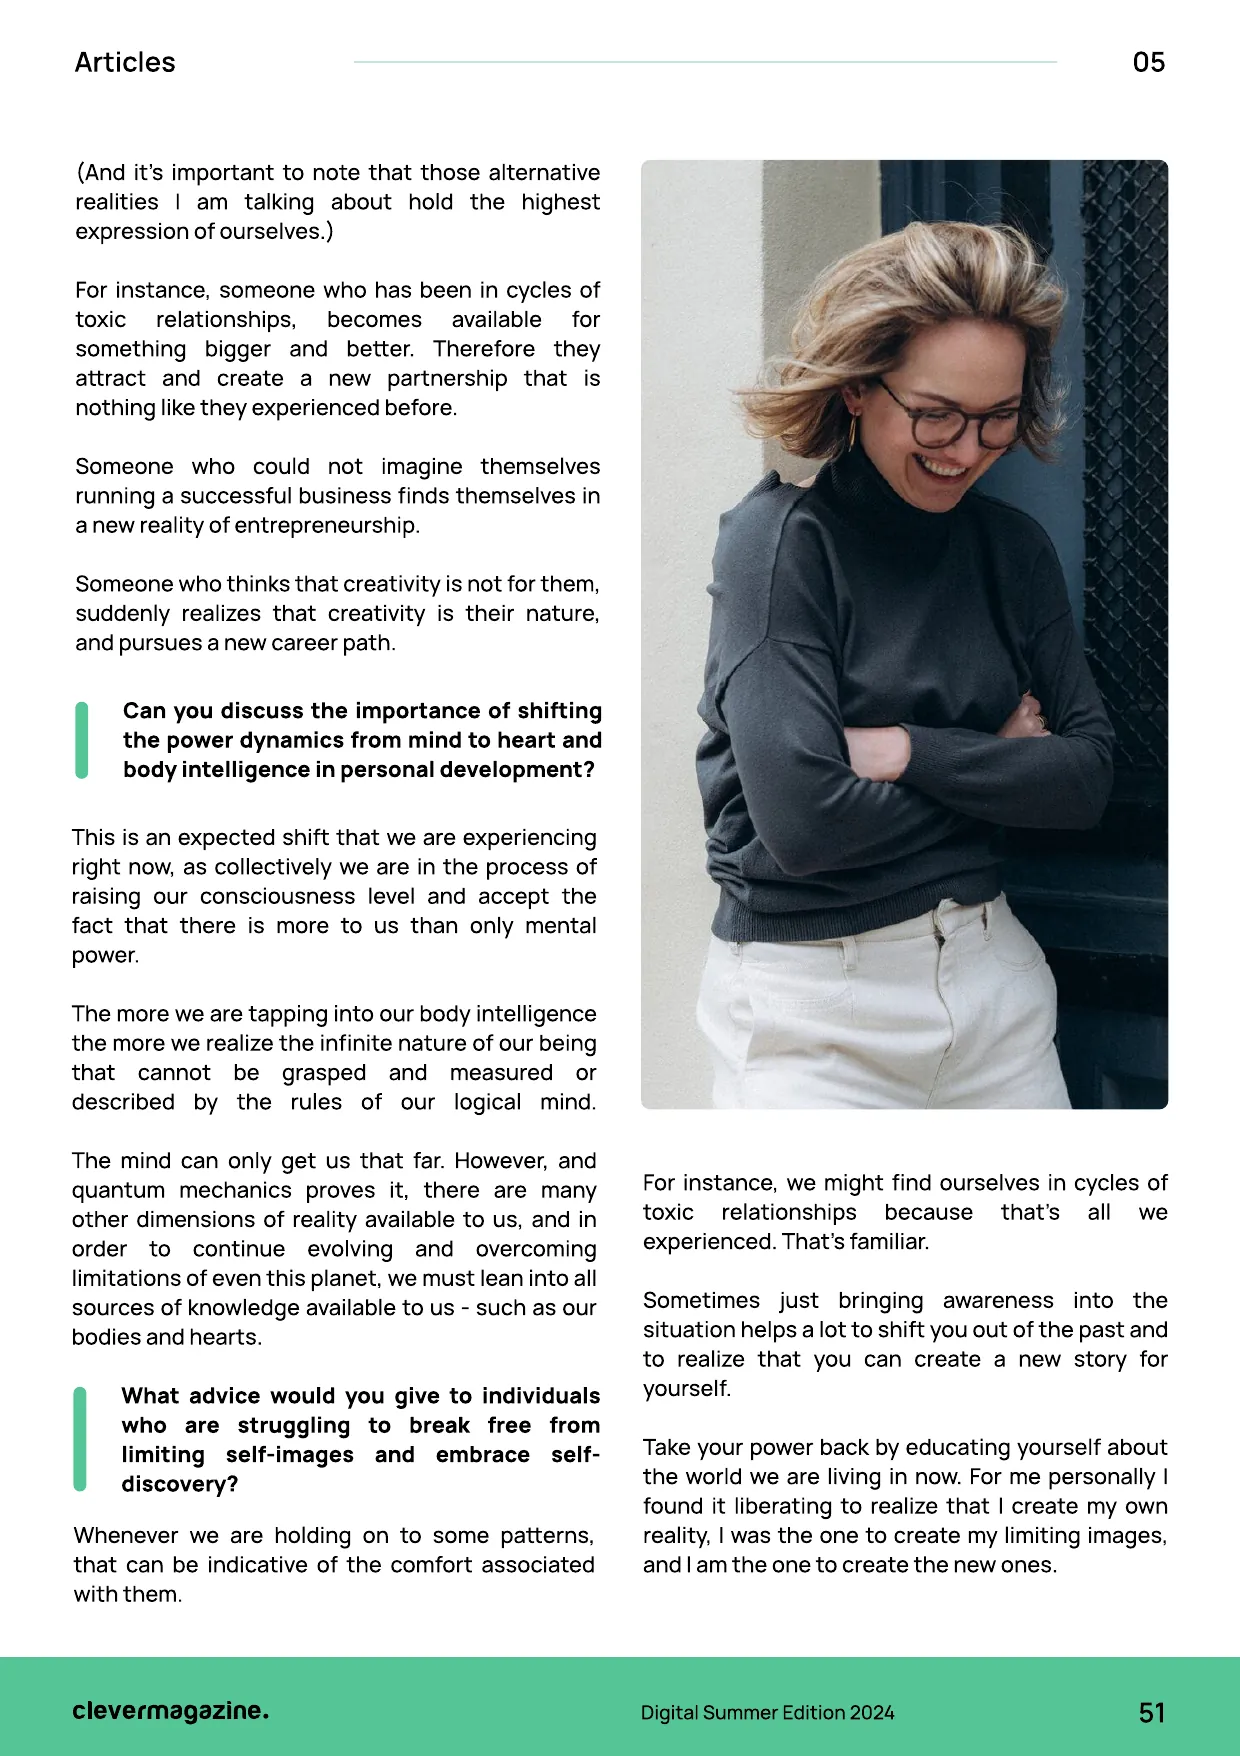 Articles
05
(And it's important to note that those alternative
realities I am talking about hold the highest
expression of ourselves.)
For instance, someone who has been in cycles of
toxic relationships, becomes available for
something bigger and better. Therefore they
attract and create a new partnership that is
nothing like they experienced before.
Someone who could not imagine themselves
running a successful business finds themselves in
a new reality of entrepreneurship.
Someone who thinks that creativity is not for them,
suddenly realizes that creativity is their nature,
and pursues a new career path.
Can you discuss the importance of shifting
the power dynamics from mind to heart and
body intelligence in personal development?
This is an expected shift that we are experiencing
right now, as collectively we are in the process of
raising our consciousness level and accept the
fact that there is more to us than only mental
power.
The more we are tapping into our body intelligence
the more we realize the infinite nature of our being
that cannot be grasped and measured or
described by the rules of our logical mind.
The mind can only get us that far. However, and
quantum mechanics proves it, there are many
other dimensions of reality available to us, and in
order to continue evolving and overcoming
limitations of even this planet, we must lean into all
sources of knowledge available to us - such as our
bodies and hearts.
What advice would you give to individuals
who are struggling to break free from
limiting self-images and embrace self-
discovery?
Whenever we are holding on to some patterns,
that can be indicative of the comfort associated
with them.
For instance, we might find ourselves in cycles of
toxic relationships because that's all we
experienced. That's familiar.
Sometimes just bringing awareness into the
situation helps a lot to shift you out of the past and
to realize that you can create a new story for
yourself.
Take your power back by educating yourself about
the world we are living in now. For me personally I
found it liberating to realize that I create my own
reality, I was the one to create my limiting images,
and I am the one to create the new ones.
clevermagazine.
Digital Summer Edition 2024
51